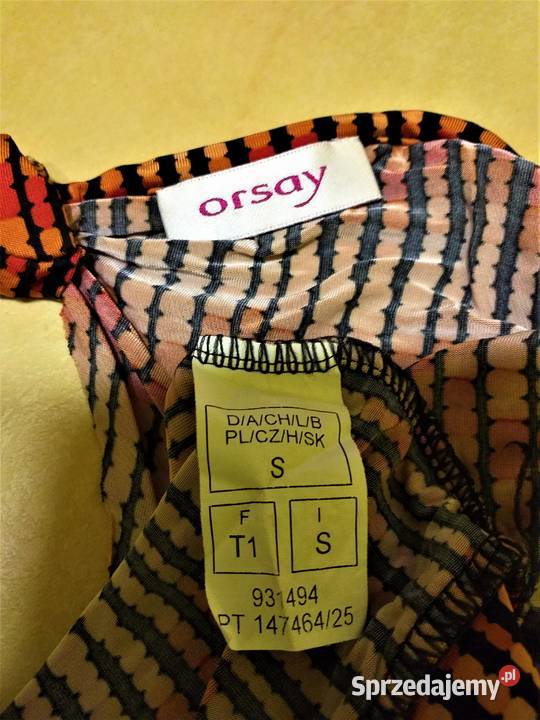 orsay
D/A/CH/L/B
PL/CZ/H/SK
S
F
T1
I
S
931494
PT 147464/25
Sprzedajemy.pl